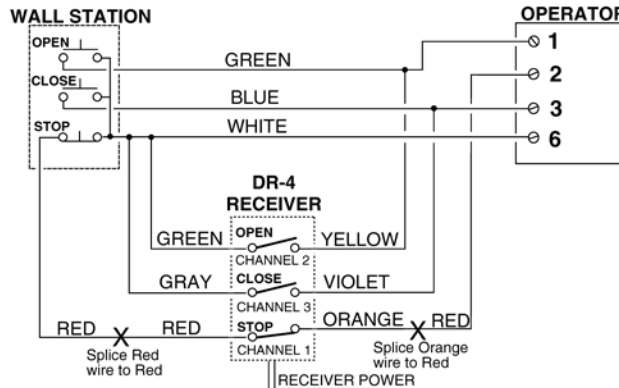 WALL STATION
OPERATOR
OPEN
1
GREEN
2
CLOSE
BLUE
3
STOP
WHITE
6
DR-4
RECEIVER
GREEN
OPEN
YELLOW
CHANNEL 2
GRAY
CLOSE
VIOLET
CHANNEL 3
RED
RED
STOP
ORANGE
RED
Splice Red
wire to Red
CHANNEL 1
Splice Orange
wire to Red
RECEIVER POWER